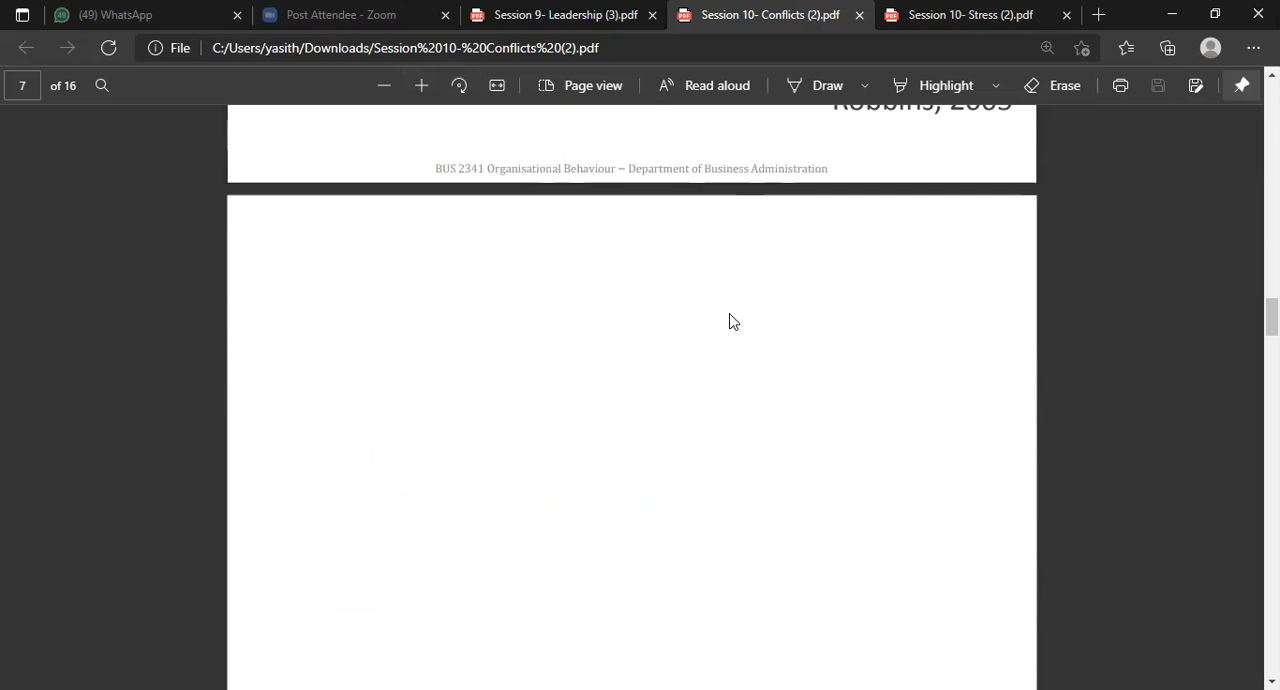 (49) WhatsApp
Post Attendee - Zoom
Session 9- Leadership (3).pdf
Session 10- Conflicts (2).pdf
Session 10- Stress (2).pdf
File
C:/Users/yasith/Downloads/Session%2010-%20Conflicts%20(2).pdf
7 of 16
Page view
Read aloud
Draw
Highlight
Erase
Robbins, 2003
BUS 2341 Organisational Behaviour – Department of Business Administration